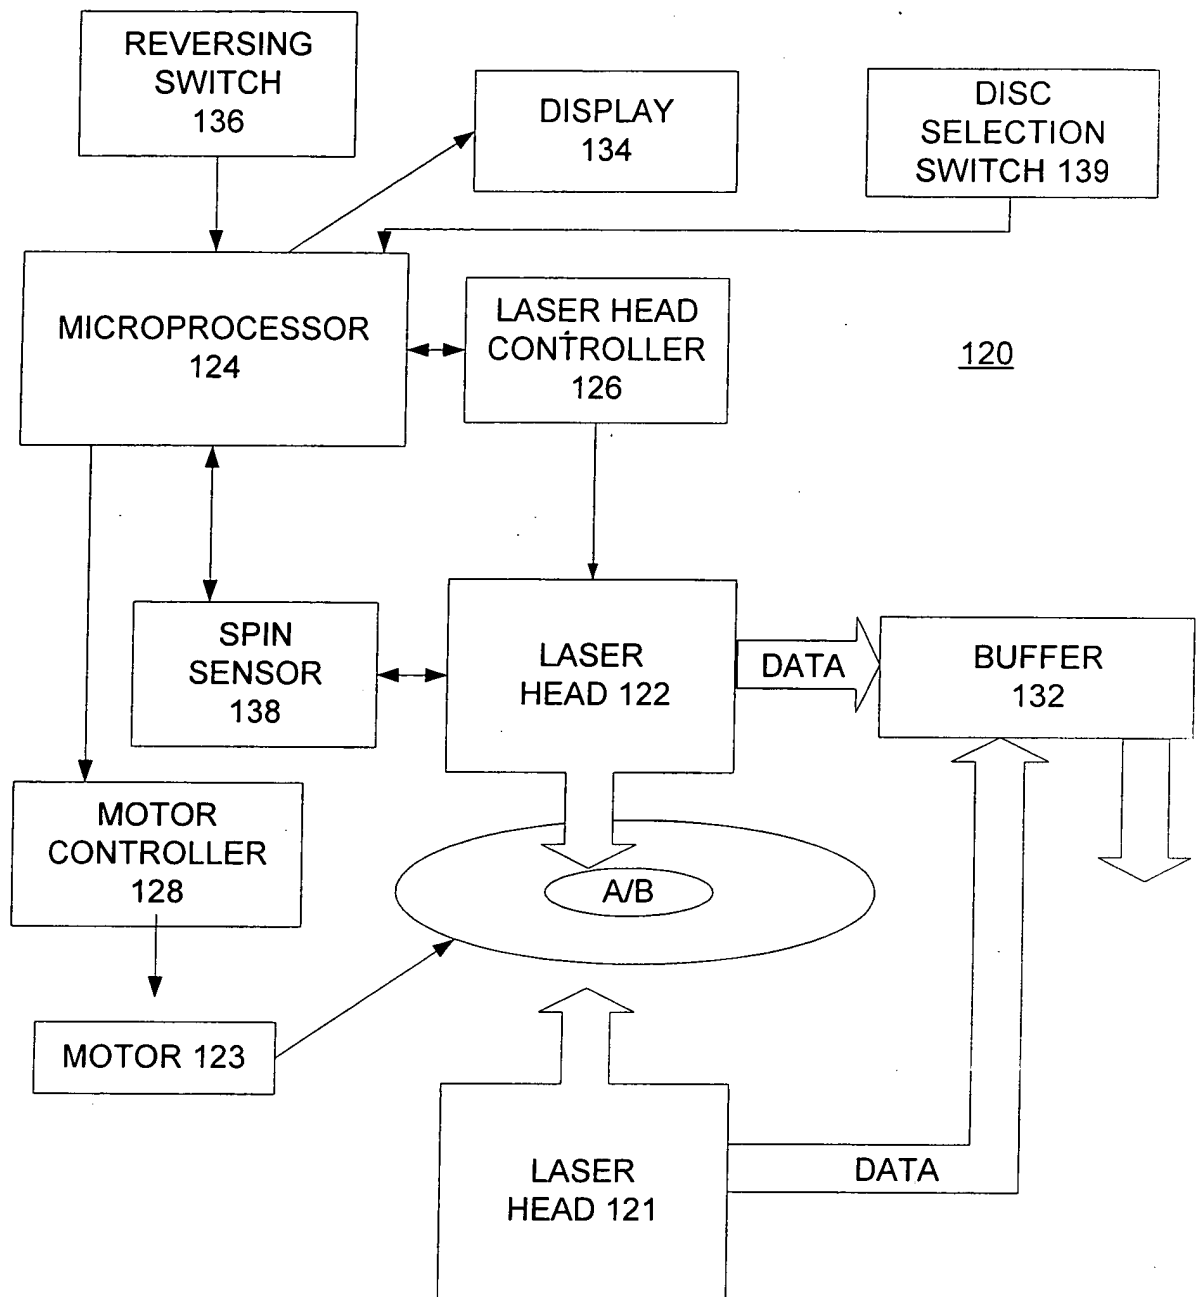 REVERSING
SWITCH
136
DISPLAY
134
DISC
SELECTION
SWITCH 139
MICROPROCESSOR
124
LASER HEAD
CONTROLLER
126
120
SPIN
SENSOR
138
LASER
HEAD 122
DATA
BUFFER
132
MOTOR
CONTROLLER
128
A/B
MOTOR 123
LASER
HEAD 121
DATA